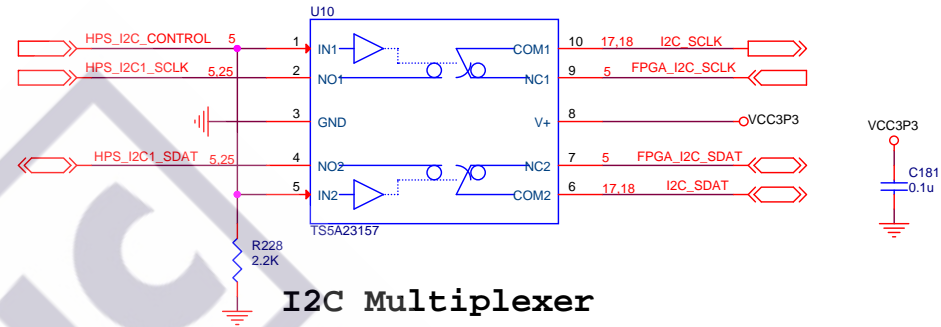 U10
HPS_I2C_CONTROL 5 1 IN1 COM1 10 17,18 I2C_SCLK
HPS_I2C1_SCLK 5,25 2 NO1 NC1 9 5 FPGA_I2C_SCLK
3 GND V+ 8 VCC3P3
HPS_I2C1_SDAT 5,25 4 NO2 NC2 7 5 FPGA_I2C_SDAT
5 IN2 COM2 6 17,18 I2C_SDAT
TS5A23157
VCC3P3
C181
0.1u
R228
2.2K
I2C Multiplexer